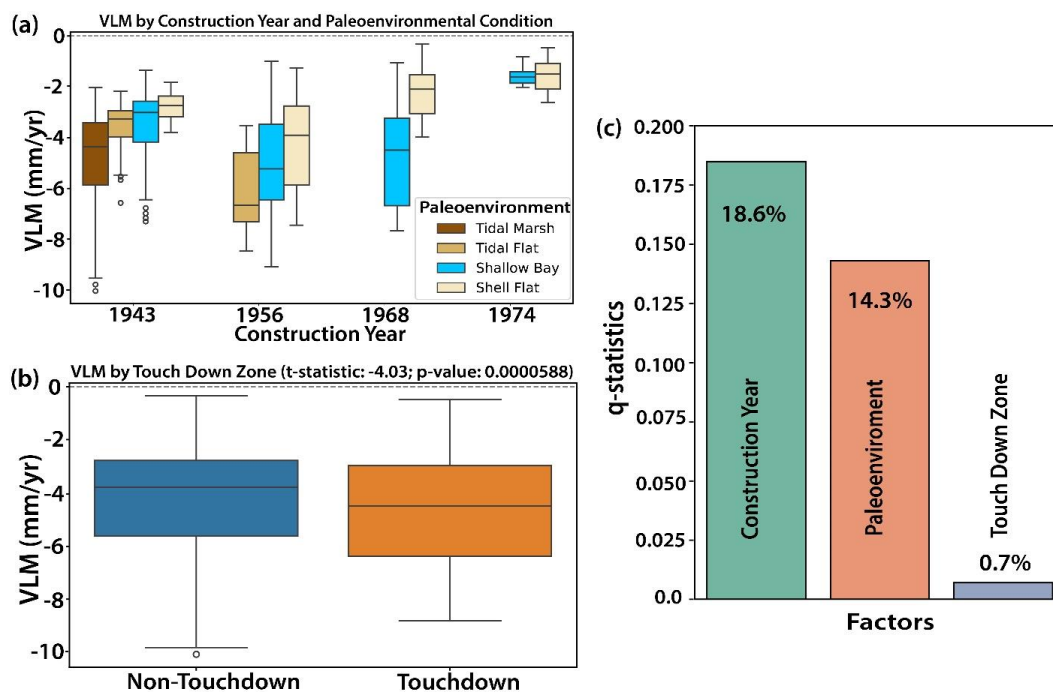 (a)
VLM by Construction Year and Paleoenvironmental Condition
VLM (mm/yr)
0
-2
-4
-6
-8
-10
Paleoenvironment
Tidal Marsh
Tidal Flat
Shallow Bay
Shell Flat
1943
1956
1968
1974
Construction Year
(b)
VLM by Touch Down Zone (t-statistic: -4.03; p-value: 0.0000588)
VLM (mm/yr)
0
-2
-4
-6
-8
-10
Non-Touchdown
Touchdown
(c)
q-statistics
0.200
0.175
0.150
0.125
0.100
0.075
0.050
0.025
0.0
18.6%
Construction Year
14.3%
Paleoenviroment
Touch Down Zone
0.7%
Factors